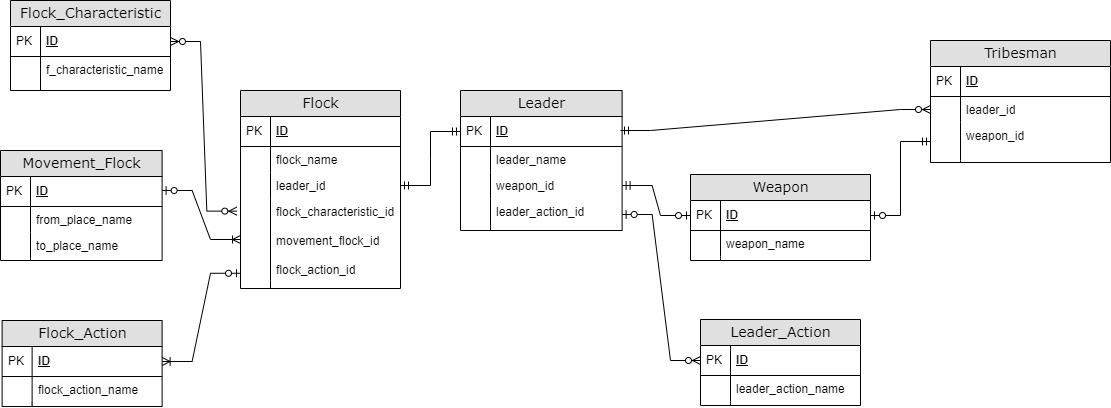 Flock_Characteristic
PK ID
f_characteristic_name
Movement_Flock
PK ID
from_place_name
to_place_name
Flock_Action
PK ID
flock_action_name
Flock
PK ID
flock_name
leader_id
flock_characteristic_id
movement_flock_id
flock_action_id
Leader
PK ID
leader_name
weapon_id
leader_action_id
Weapon
PK ID
weapon_name
Leader_Action
PK ID
leader_action_name
Tribesman
PK ID
leader_id
weapon_id